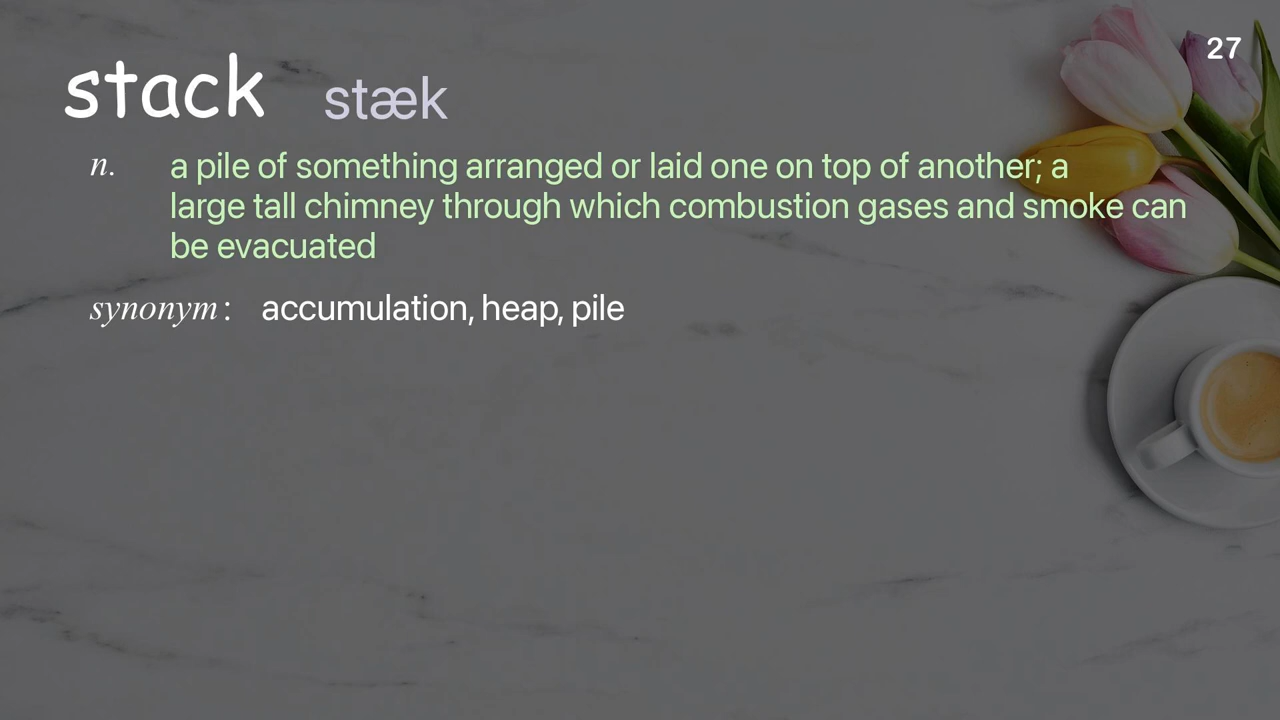 27
stack stæk
n. a pile of something arranged or laid one on top of another; a
large tall chimney through which combustion gases and smoke can
be evacuated
synonym: accumulation, heap, pile